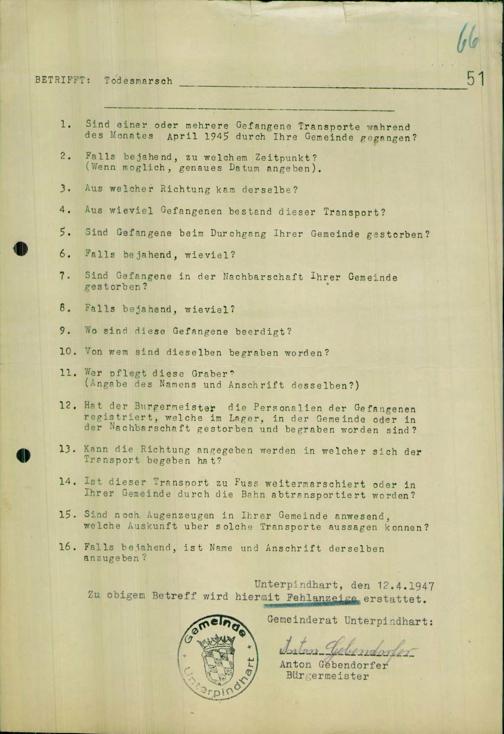 66
BETRIFFT: Todesmarsch
51
1. Sind einer oder mehrere Gefangene Transporte wahrend
des Monates April 1945 durch Ihre Gemeinde gegangen?
2. Falls bejahend, zu welchem Zeitpunkt?
(Wenn moglich, genaues Datum angeben).
3. Aus welcher Richtung kam derselbe?
4. Aus wieviel Gefangenen bestand dieser Transport?
5. Sind Gefangene beim Durchgang Ihrer Gemeinde gestorben?
6. Falls bejahend, wieviel?
7. Sind Gefangene in der Nachbarschaft Ihrer Gemeinde
gestorben?
8. Falls bejahend, wieviel?
9. Wo sind diese Gefangene beerdigt?
10. Von wem sind dieselben begraben worden?
11. Wer pflegt diese Graber?
(Angabe des Namens und Anschrift desselben?)
12. Hat der Burgermeister die Personalien der Gefangenen
registriert, welche im Lager, in der Gemeinde oder in
der Nachbarschaft gestorben und begraben worden sind?
13. Kann die Richtung angegeben werden in welcher sich der
Transport begeben hat?
14. Ist dieser Transport zu Fuss weitermarschiert oder in
Ihrer Gemeinde durch die Bahn abtransportiert worden?
15. Sind noch Augenzeugen in Ihrer Gemeinde anwesend,
welche Auskunft uber solche Transporte aussagen konnen?
16. Falls bejahend, ist Name und Anschrift derselben
anzugeben?
Unterpindhart, den 12.4.1947
Zu obigem Betreff wird hiermit Fehlanzeige erstattet.
Gemeinderat Unterpindhart:
Gemeinde
Unterpindhart
Anton Gebendorfer
Anton Gebendorfer
Bürgermeister